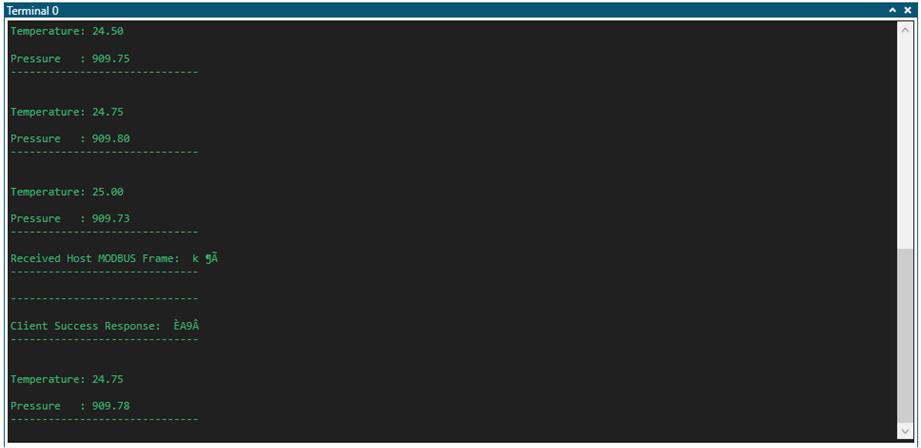 Terminal 0
Temperature: 24.50
Pressure   : 909.75
------------------------------
Temperature: 24.75
Pressure   : 909.80
------------------------------
Temperature: 25.00
Pressure   : 909.73
------------------------------
Received Host MODBUS Frame:  k ¶Ã
------------------------------
------------------------------
Client Success Response:  ÈA9Â
------------------------------
Temperature: 24.75
Pressure   : 909.78
------------------------------